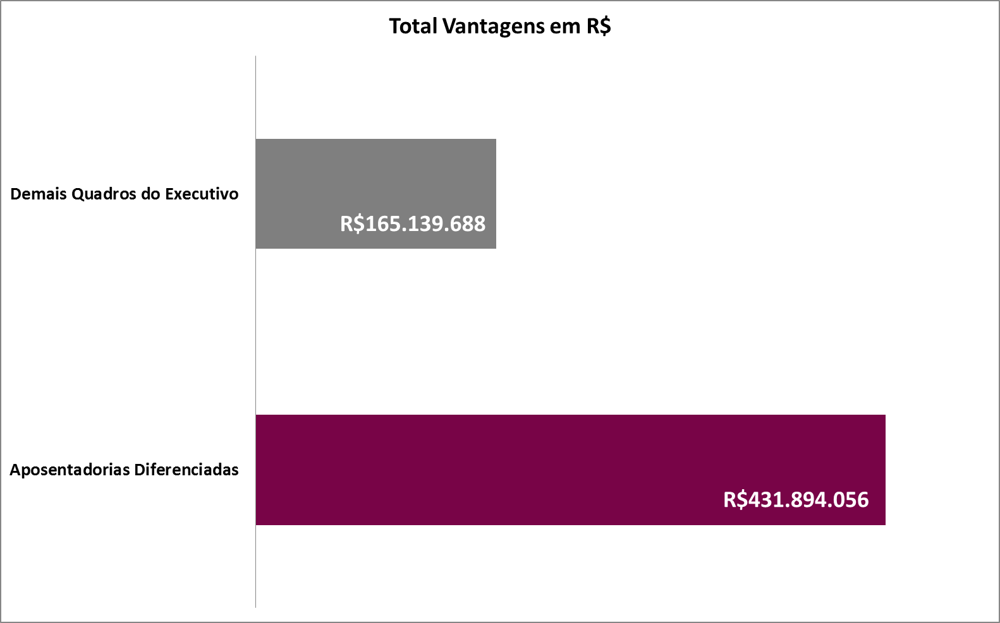 Total Vantagens em R$
Demais Quadros do Executivo
R$165.139.688
Aposentadorias Diferenciadas
R$431.894.056